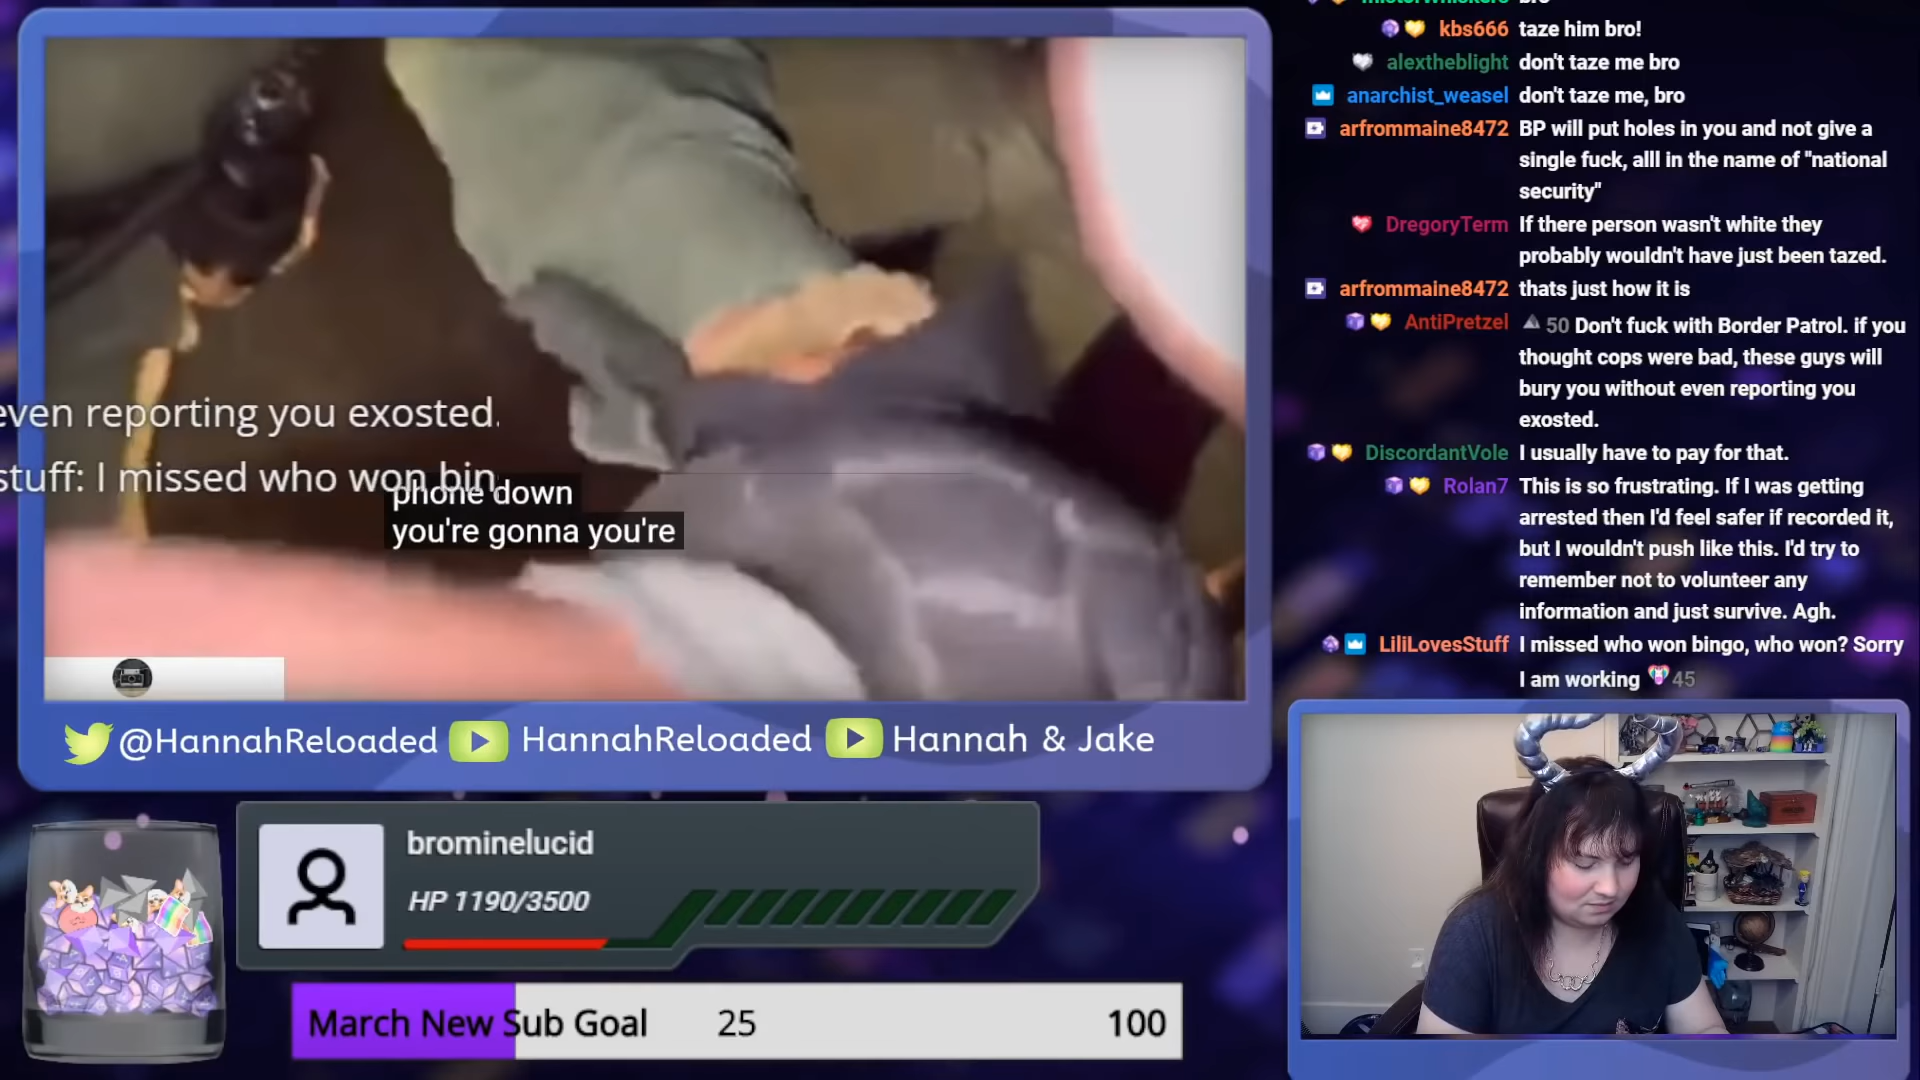 misterwhiskers bro
kbs666 taze him bro!
alextheblight don't taze me bro
anarchist_weasel don't taze me, bro
arfrommaine8472 BP will put holes in you and not give a
single fuck, alll in the name of "national
security"
DregoryTerm If there person wasn't white they
probably wouldn't have just been tazed.
arfrommaine8472 thats just how it is
AntiPretzel 50 Don't fuck with Border Patrol. if you
thought cops were bad, these guys will
bury you without even reporting you
exosted.
DiscordantVole I usually have to pay for that.
Rolan7 This is so frustrating. If I was getting
arrested then I'd feel safer if recorded it,
but I wouldn't push like this. I'd try to
remember not to volunteer any
information and just survive. Agh.
LiliLovesStuff I missed who won bingo, who won? Sorry
I am working 45
even reporting you exosted.
stuff: I missed who won bin
phone down
you're gonna you're
@HannahReloaded HannahReloaded Hannah & Jake
brominelucid
HP 1190/3500
March New Sub Goal 25 100